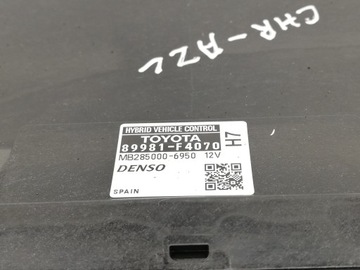 CHR-AZL
HYBRID VEHICLE CONTROL
TOYOTA
89981-F4070
MB285000-6950 12V
H7
DENSO
SPAIN